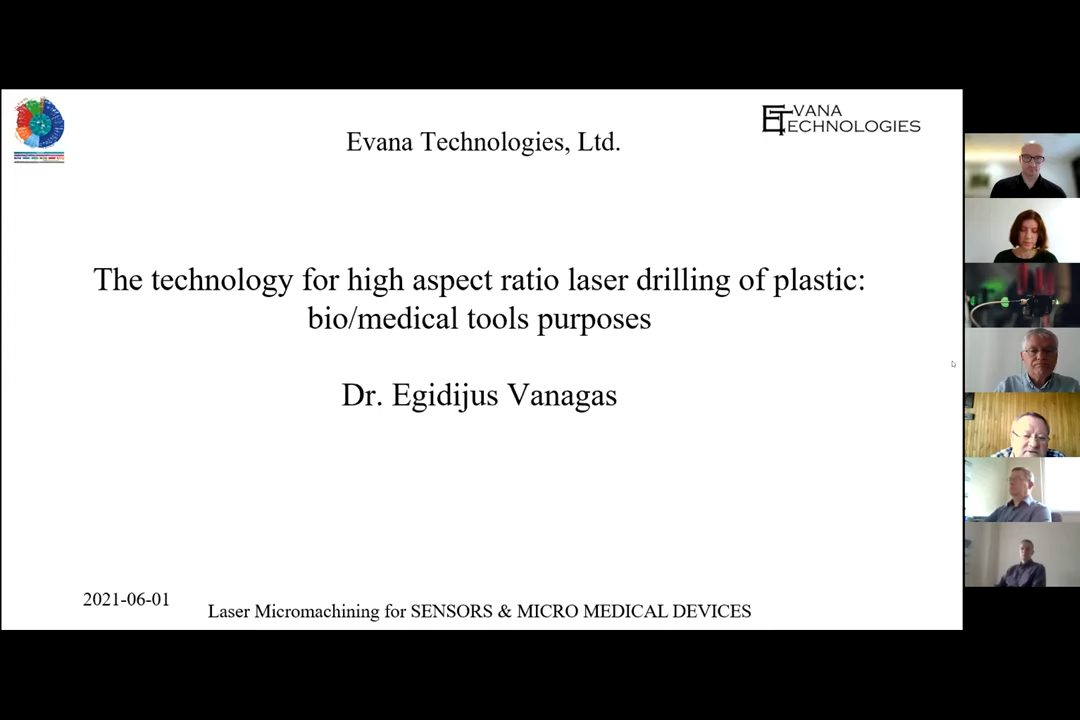 EVANA
TECHNOLOGIES
Evana Technologies, Ltd.
The technology for high aspect ratio laser drilling of plastic:
bio/medical tools purposes
Dr. Egidijus Vanagas
2021-06-01
Laser Micromachining for SENSORS & MICRO MEDICAL DEVICES